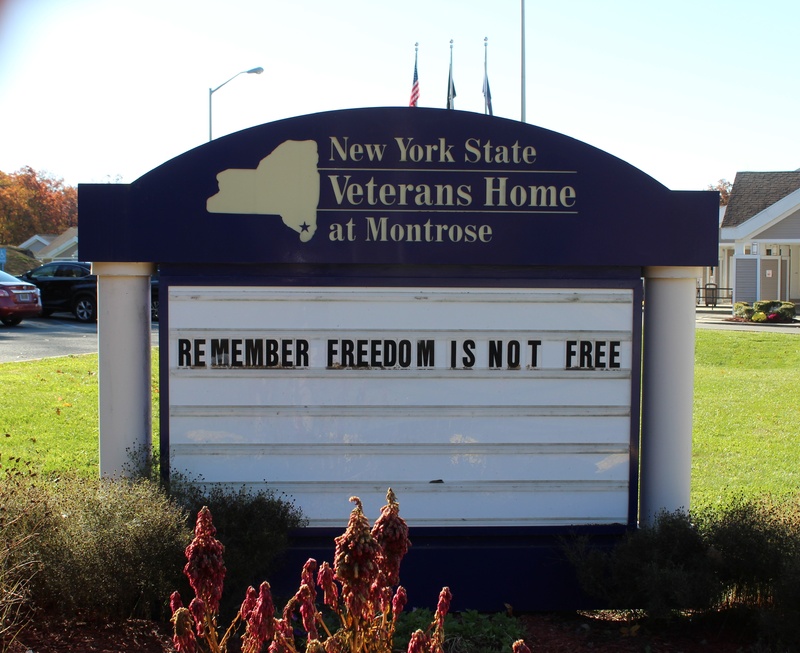 New York State
Veterans Home
at Montrose
REMEMBER FREEDOM IS NOT FREE